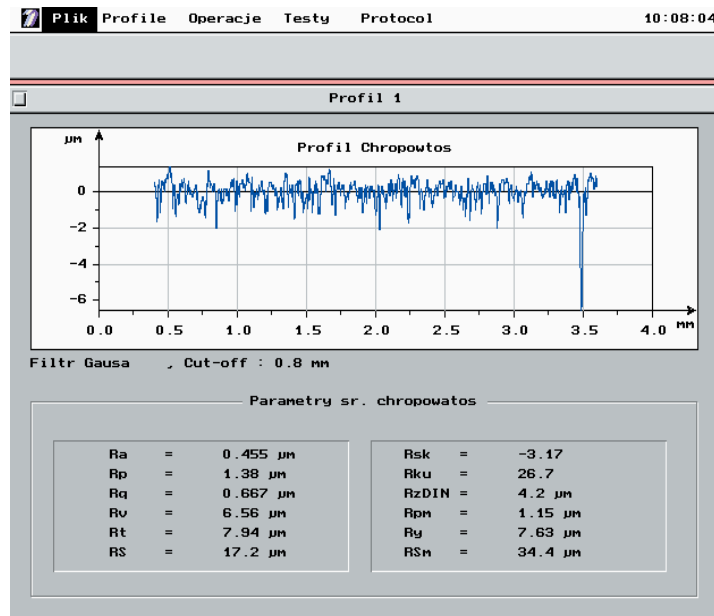 Plik Profile Operacje Testy Protocol 10:08:04
Profil 1
µm
Profil Chropowtos
0
-2
-4
-6
0.0 0.5 1.0 1.5 2.0 2.5 3.0 3.5 4.0 mm
Filtr Gausa , Cut-off : 0.8 mm
Parametry sr. chropowatos
Ra = 0.455 µm
Rp = 1.38 µm
Rq = 0.667 µm
Rv = 6.56 µm
Rt = 7.94 µm
RS = 17.2 µm
Rsk = -3.17
Rku = 26.7
RzDIN = 4.2 µm
Rpm = 1.15 µm
Ry = 7.63 µm
RSm = 34.4 µm